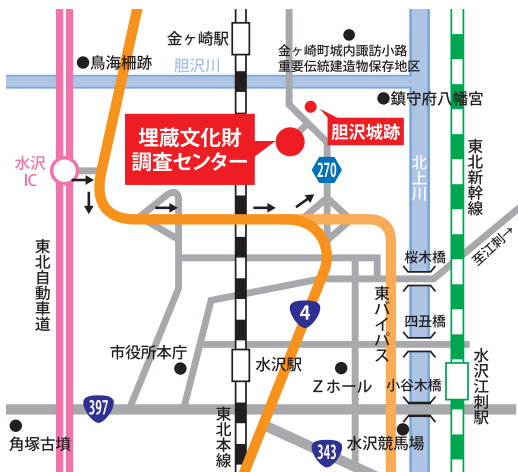 金ヶ崎駅
金ヶ崎町城内諏訪小路
重要伝統建造物保存地区
鳥海柵跡
胆沢川
鎮守府八幡宮
胆沢城跡
埋蔵文化財
調査センター
水沢
IC
270
北上川
東北新幹線
至江刺→
東北自動車道
桜木橋
4
東バイパス
四丑橋
市役所本庁
水沢駅
Zホール
小谷木橋
水沢江刺駅
397
角塚古墳
東北本線
343
水沢競馬場